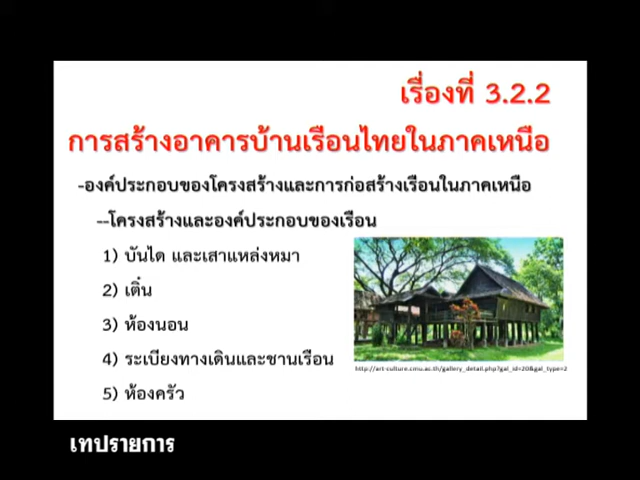 เรื่องที่ 3.2.2
การสร้างอาคารบ้านเรือนไทยในภาคเหนือ
-องค์ประกอบของโครงสร้างและการก่อสร้างเรือนในภาคเหนือ
--โครงสร้างและองค์ประกอบของเรือน
1) บันได และเสาแหล่งหมา
2) เติ๋น
3) ห้องนอน
4) ระเบียงทางเดินและชานเรือน
http://art-culture.cmu.ac.th/gallery_detail.php?gal_id=20&gal_type=2
5) ห้องครัว
เทปรายการ